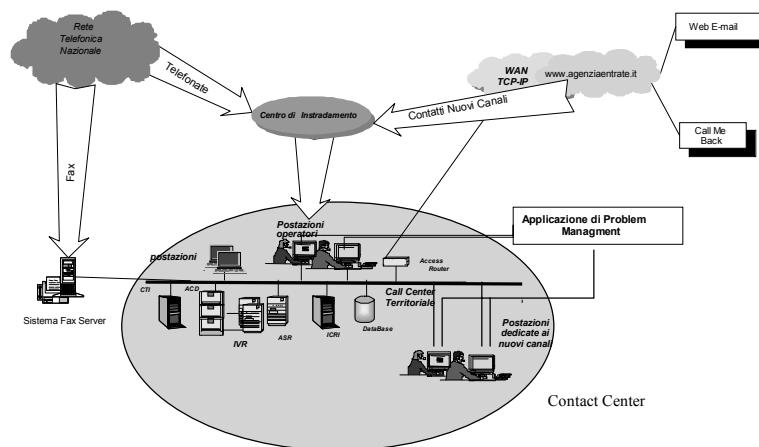 Rete
Telefonica
Nazionale
Telefonate
WAN
TCP-IP
www.agenziaentrate.it
Web E-mail
Call Me
Back
Centro di Instradamento
Contatti Nuovi Canali
Fax
Postazioni
operatori
Applicazione di Problem
Managment
postazioni
Access
Router
CTI
ACD
Call Center
Territoriale
Sistema Fax Server
IVR
ASR
ICRI
DataBase
Postazioni
dedicate ai
nuovi canali
Contact Center